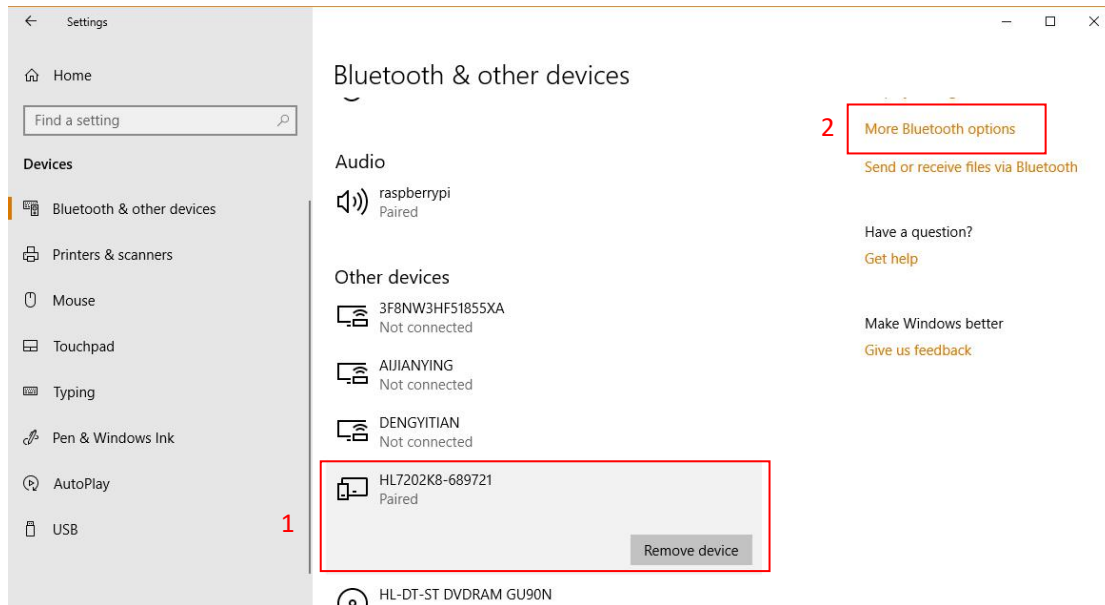 Settings
Home
Find a setting
Devices
Bluetooth & other devices
Printers & scanners
Mouse
Touchpad
Typing
Pen & Windows Ink
AutoPlay
USB
Bluetooth & other devices
Audio
raspberrypi
Paired
Other devices
3F8NW3HF51855XA
Not connected
AIJIANYING
Not connected
DENGYITIAN
Not connected
1
HL7202K8-689721
Paired
Remove device
HL-DT-ST DVDRAM GU90N
2
More Bluetooth options
Send or receive files via Bluetooth
Have a question?
Get help
Make Windows better
Give us feedback